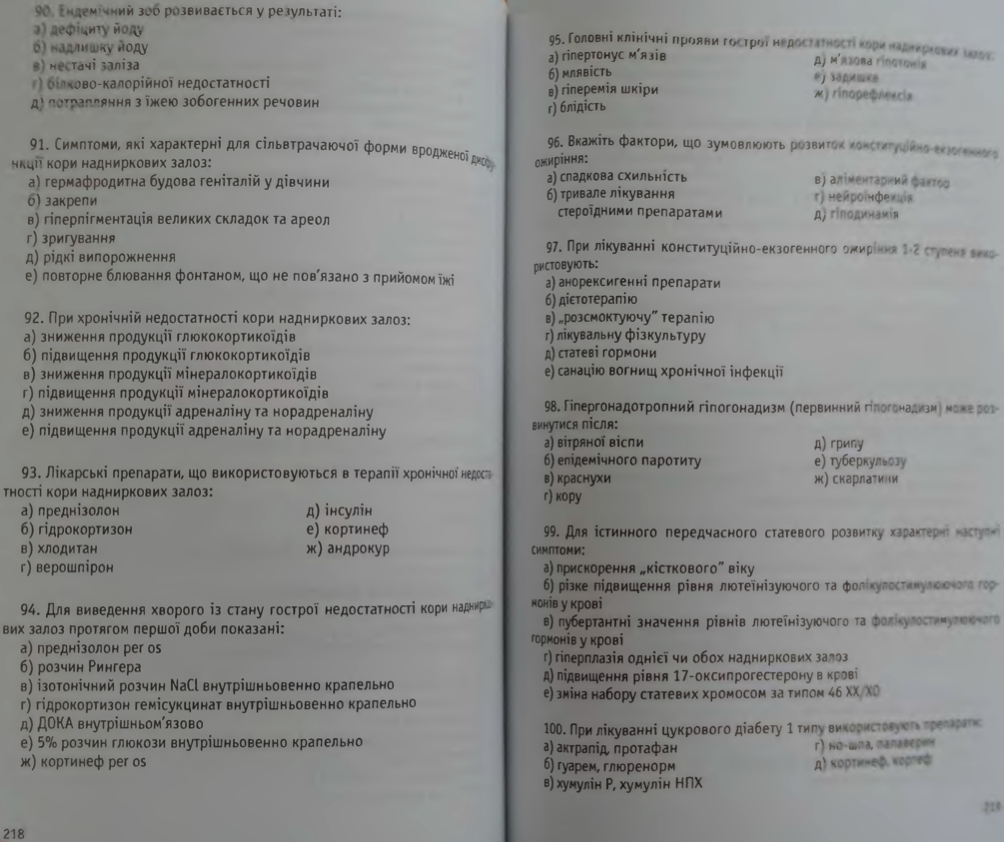 90. Ендемічний зоб розвивається у результаті:
а) дефіциту йоду
б) надлишку йоду
в) нестачі заліза
г) білково-калорійної недостатності
д) потрапляння з їжею зобогенних речовин
91. Симптоми, які характерні для сільвтрачаючої форми вродженої дисфу-
нкції кори надниркових залоз:
а) гермафродитна будова геніталій у дівчини
б) закрепи
в) гіперпігментація великих складок та ареол
г) зригування
д) рідкі випорожнення
е) повторне блювання фонтаном, що не пов'язано з прийомом їжі
92. При хронічній недостатності кори надниркових залоз:
а) зниження продукції глюкокортикоїдів
б) підвищення продукції глюкокортикоїдів
в) зниження продукції мінералокортикоїдів
г) підвищення продукції мінералокортикоїдів
д) зниження продукції адреналіну та норадреналіну
е) підвищення продукції адреналіну та норадреналіну
93. Лікарські препарати, що використовуються в терапії хронічної недоста-
тності кори надниркових залоз:
а) преднізолон
б) гідрокортизон
в) хлодитан
г) верошпірон
д) інсулін
е) кортинеф
ж) андрокур
94. Для виведення хворого із стану гострої недостатності кори наднирко-
вих залоз протягом першої доби показані:
а) преднізолон per os
б) розчин Рингера
в) ізотонічний розчин NaCl внутрішньовенно крапельно
г) гідрокортизон гемісукцинат внутрішньовенно крапельно
д) ДОКА внутрішньом'язово
е) 5% розчин глюкози внутрішньовенно крапельно
ж) кортинеф per os
218
95. Головні клінічні прояви гострої недостатності кори надниркових залоз:
а) гіпертонус м'язів
б) млявість
в) гіперемія шкіри
г) блідість
д) м'язова гіпотонія
е) задишка
ж) гіпорефлексія
96. Вкажіть фактори, що зумовлюють розвиток конституційно-екзогенного
ожиріння:
а) спадкова схильність
б) тривале лікування
стероїдними препаратами
в) аліментарний фактор
г) нейроінфекція
д) гіподинамія
97. При лікуванні конституційно-екзогенного ожиріння 1-2 ступеня вико-
ристовують:
а) анорексигенні препарати
б) дієтотерапію
в) „розсмоктуючу" терапію
г) лікувальну фізкультуру
д) статеві гормони
е) санацію вогнищ хронічної інфекції
98. Гіпергонадотропний гіпогонадизм (первинний гіпогонадизм) може роз-
винутися після:
а) вітряної віспи
б) епідемічного паротиту
в) краснухи
г) кору
д) грипу
е) туберкульозу
ж) скарлатини
99. Для істинного передчасного статевого розвитку характерні наступні
симптоми:
а) прискорення „кісткового" віку
б) різке підвищення рівня лютеїнізуючого та фолікулостимулюючого гор-
монів у крові
в) пубертантні значення рівнів лютеїнізуючого та фолікулостимулюючого
гормонів у крові
г) гіперплазія однієї чи обох надниркових залоз
д) підвищення рівня 17-оксипрогестерону в крові
е) зміна набору статевих хромосом за типом 46 XX/XO
100. При лікуванні цукрового діабету 1 типу використовують препарати:
а) актрапід, протафан
б) гуарем, глюренорм
в) хумулін Р, хумулін НПХ
г) но-шпа, папаверин
д) кортинеф, коргеф